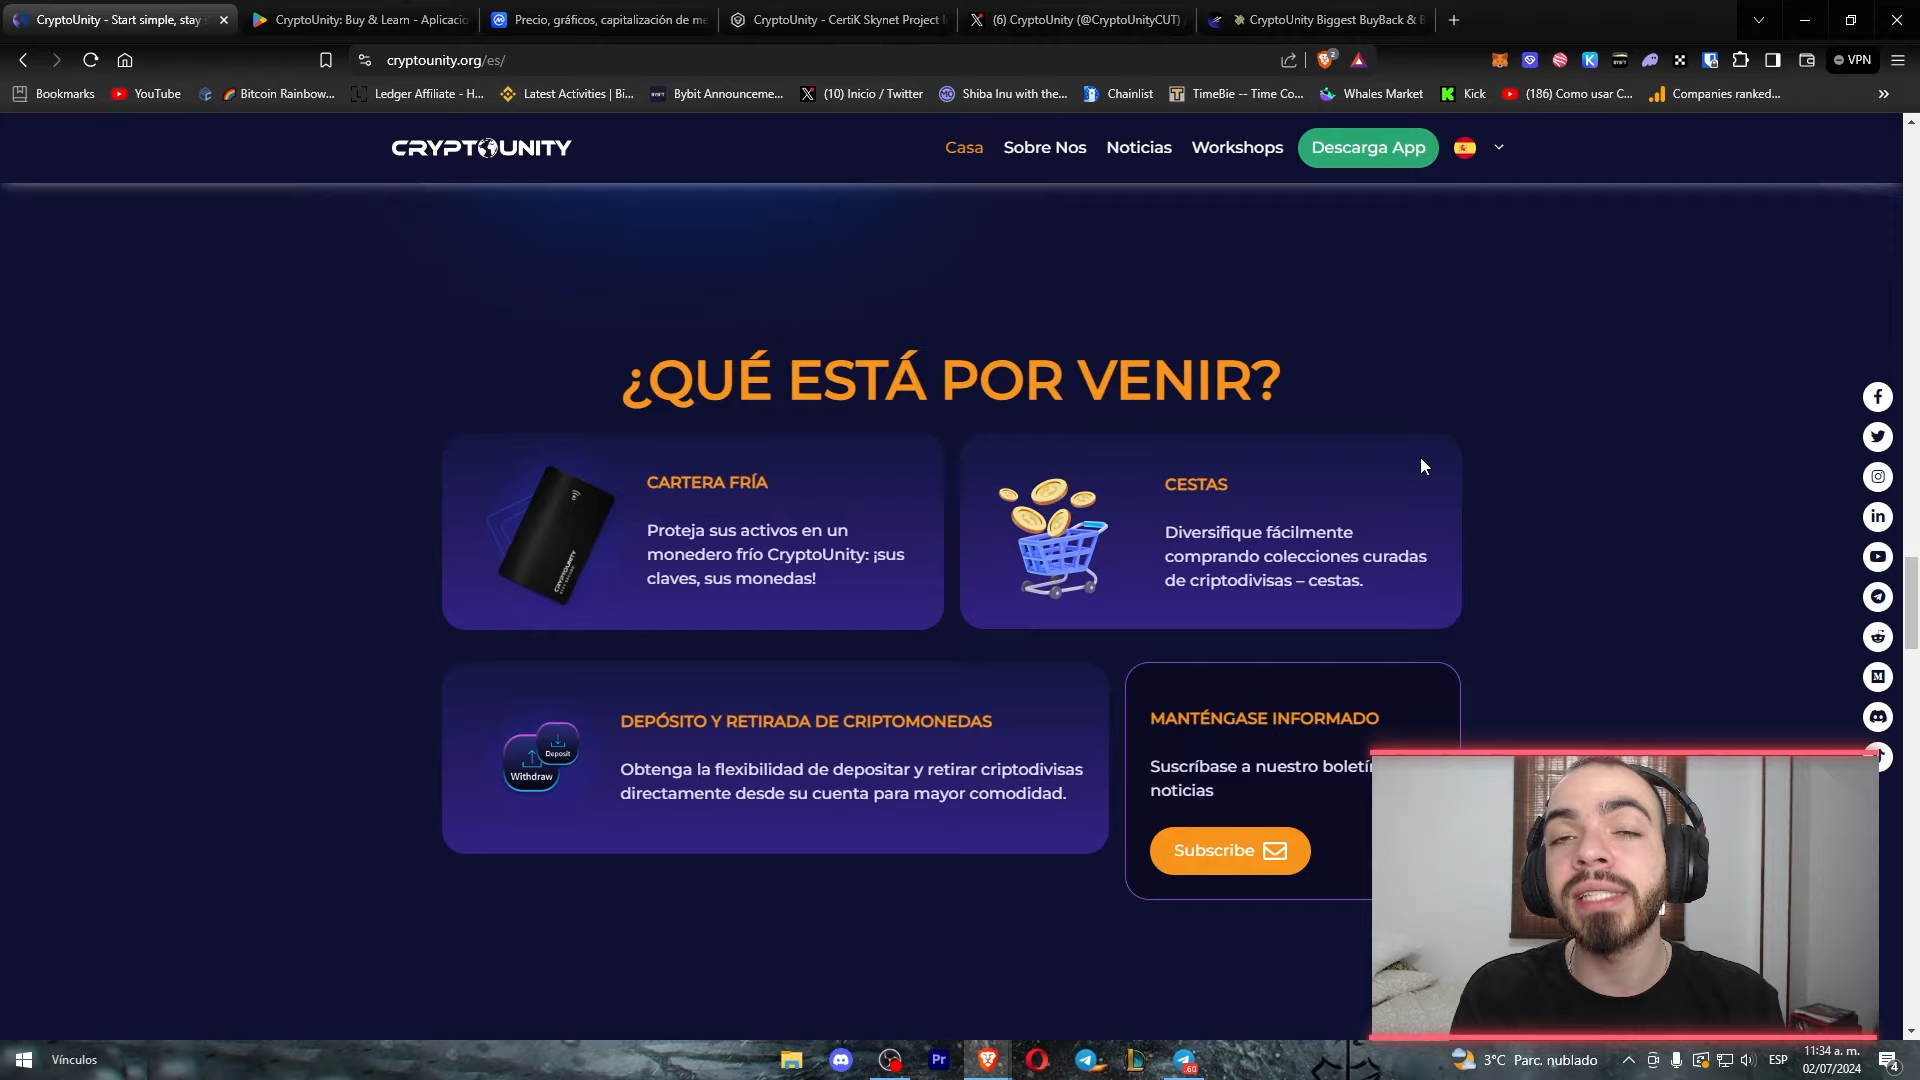 CryptoUnity - Start simple, stay s
CryptoUnity: Buy & Learn - Aplicacio
Precio, gráficos, capitalización de me
CryptoUnity - CertiK Skynet Project I
(6) CryptoUnity (@CryptoUnityCUT)
CryptoUnity Biggest BuyBack & B
cryptounity.org/es/
2
VPN
Bookmarks
YouTube
Bitcoin Rainbow...
Ledger Affiliate - H...
Latest Activities | Bi...
Bybit Announceme...
(10) Inicio / Twitter
Shiba Inu with the...
Chainlist
TimeBie -- Time Co...
Whales Market
Kick
(186) Como usar C...
Companies ranked...
CRYPTOUNITY
Casa
Sobre Nos
Noticias
Workshops
Descarga App
¿QUÉ ESTÁ POR VENIR?
CARTERA FRÍA
Proteja sus activos en un
monedero frío CryptoUnity: ¡sus
claves, sus monedas!
CRYPTOUNITY
CESTAS
Diversifique fácilmente
comprando colecciones curadas
de criptodivisas – cestas.
DEPÓSITO Y RETIRADA DE CRIPTOMONEDAS
Obtenga la flexibilidad de depositar y retirar criptodivisas
directamente desde su cuenta para mayor comodidad.
Deposit
Withdraw
MANTÉNGASE INFORMADO
Suscríbase a nuestro boletín
noticias
Subscribe
Vínculos
Pr
60
3°C Parc. nublado
ESP
11:34 a. m.
02/07/2024
4